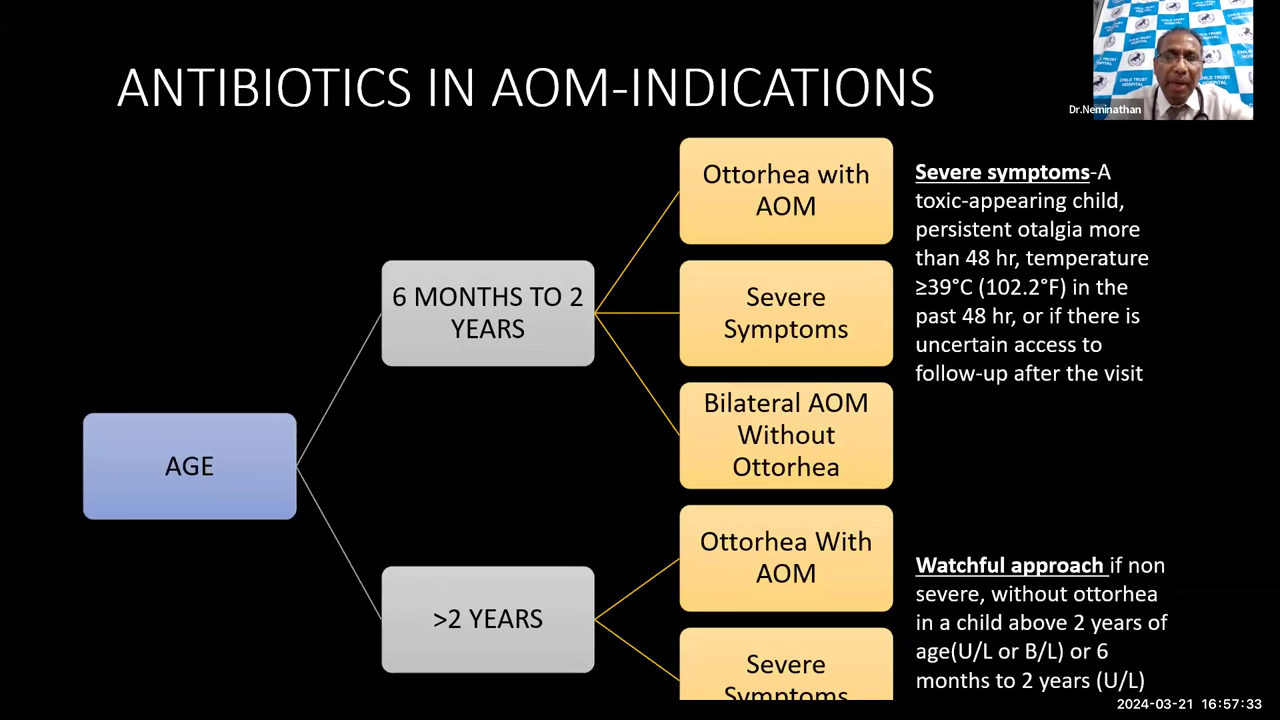 ANTIBIOTICS IN AOM-INDICATIONS
CHILD TRUST HOSPITAL
Dr.Neminathan
Ottorhea with
AOM
Severe symptoms-A
toxic-appearing child,
persistent otalgia more
than 48 hr, temperature
≥39°C (102.2°F) in the
past 48 hr, or if there is
uncertain access to
follow-up after the visit
6 MONTHS TO 2
YEARS
Severe
Symptoms
Bilateral AOM
Without
Ottorhea
AGE
Ottorhea With
AOM
>2 YEARS
Severe
Symptoms
Watchful approach if non
severe, without ottorhea
in a child above 2 years of
age(U/L or B/L) or 6
months to 2 years (U/L)
2024-03-21 16:57:33